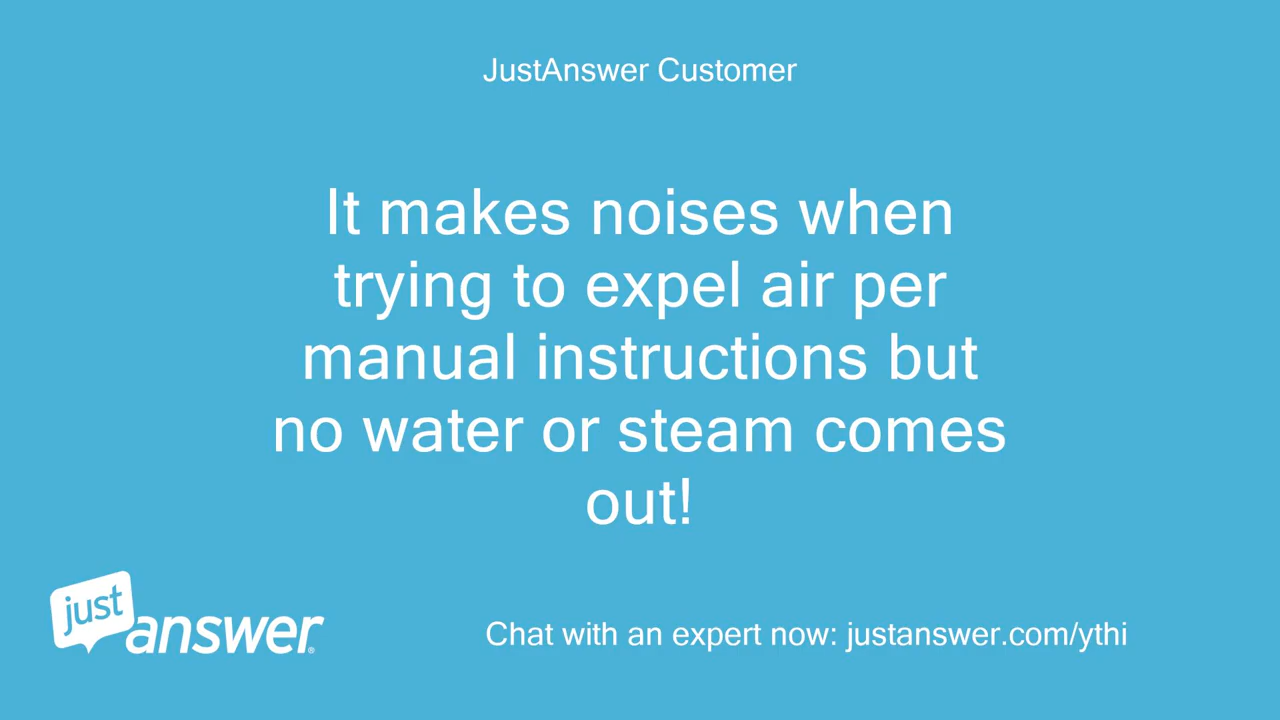 JustAnswer Customer
It makes noises when
trying to expel air per
manual instructions but
no water or steam comes
out!
just
answer®
Chat with an expert now: justanswer.com/ythi